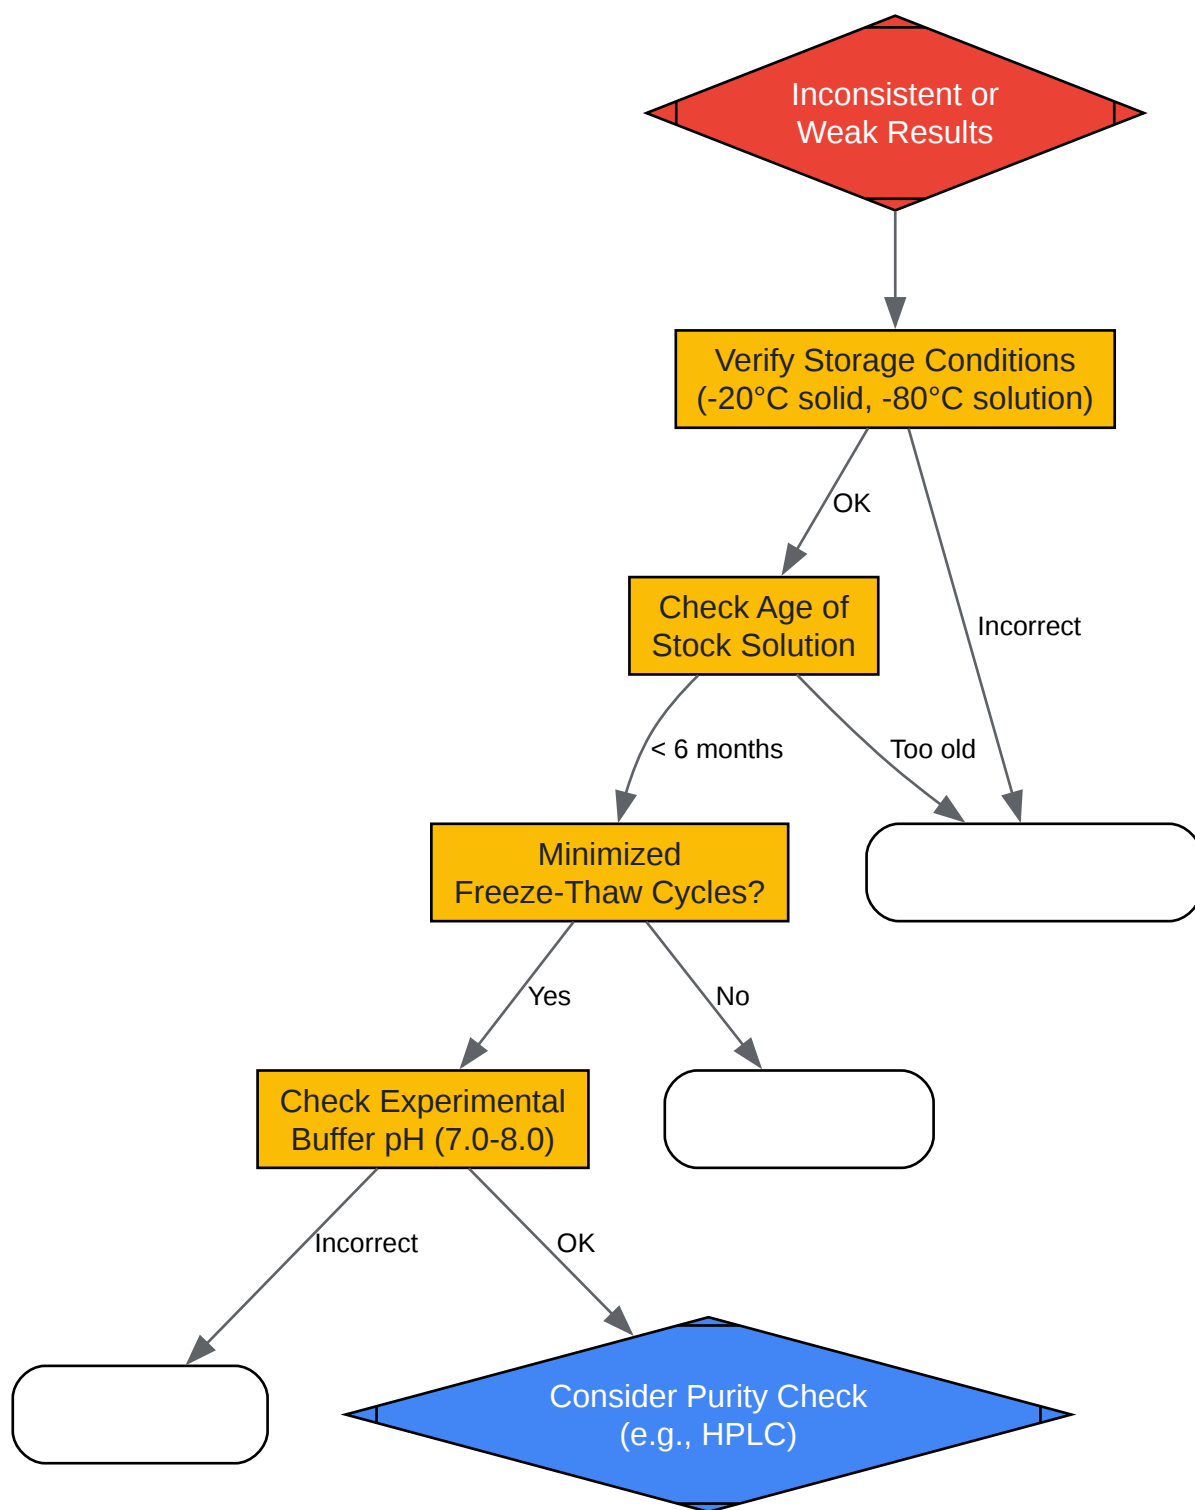 Inconsistent or
Weak Results
Verify Storage Conditions
(-20°C solid, -80°C solution)
OK
Incorrect
Check Age of
Stock Solution
< 6 months
Too old
Minimized
Freeze-Thaw Cycles?
Yes
No
Check Experimental
Buffer pH (7.0-8.0)
Incorrect
OK
Consider Purity Check
(e.g., HPLC)